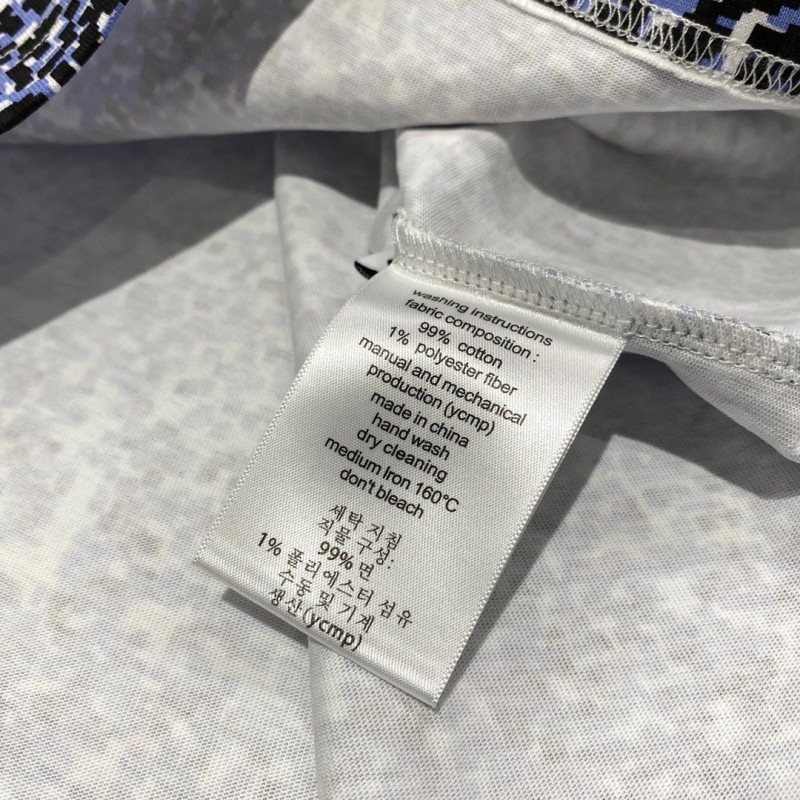 washing instructions
fabric composition :
99% cotton
1% polyester fiber
manual and mechanical
production (ycmp)
made in china
hand wash
dry cleaning
medium Iron 160°C
don't bleach
세탁 지침
직물 구성:
99% 면
1% 폴리에스터 섬유
수동 및 기계
생산 (ycmp)